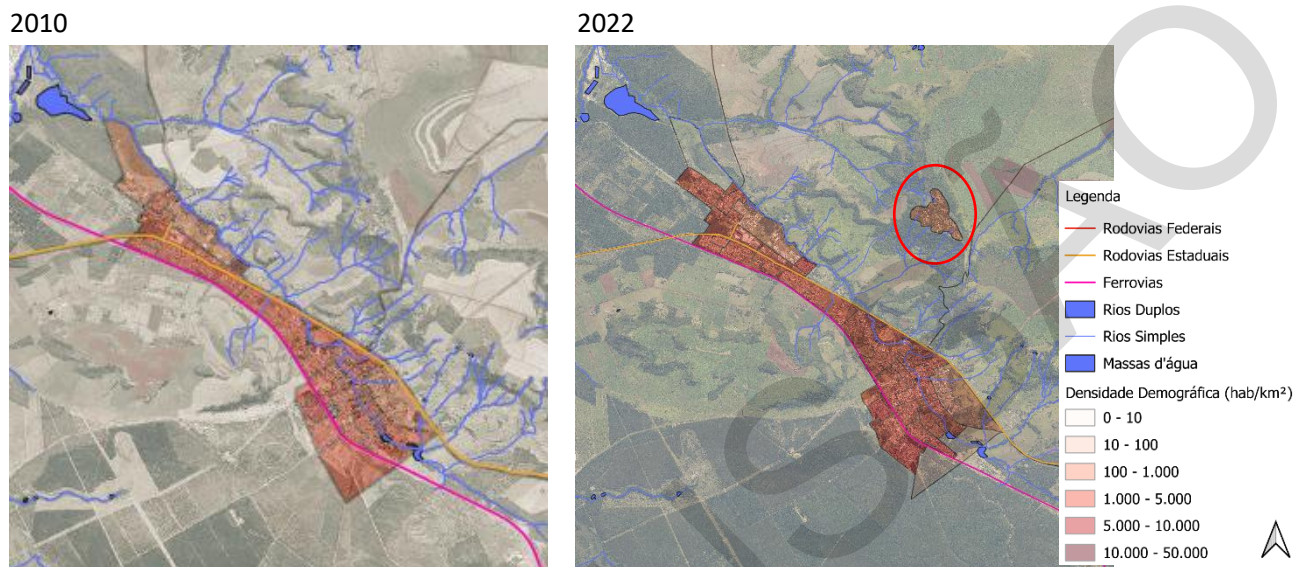 2010
2022
Legenda
Rodovias Federais
Rodovias Estaduais
Ferrovias
Rios Duplos
Rios Simples
Massas d'água
Densidade Demográfica (hab/km²)
0 - 10
10 - 100
100 - 1.000
1.000 - 5.000
5.000 - 10.000
10.000 - 50.000